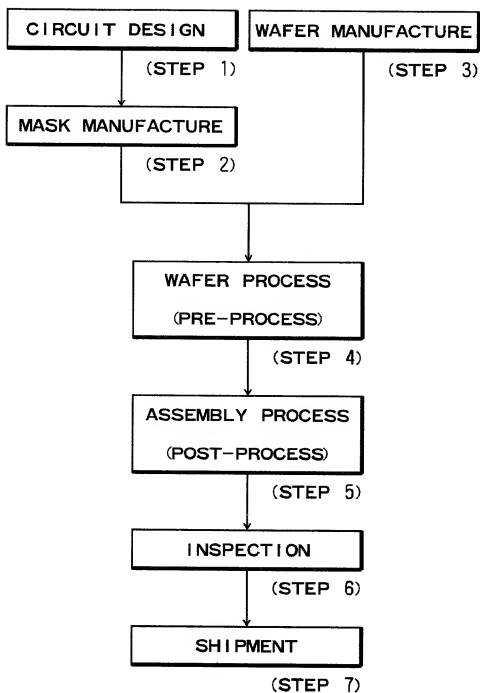 CIRCUIT DESIGN
(STEP 1)
WAFER MANUFACTURE
(STEP 3)
MASK MANUFACTURE
(STEP 2)
WAFER PROCESS
(PRE-PROCESS)
(STEP 4)
ASSEMBLY PROCESS
(POST-PROCESS)
(STEP 5)
INSPECTION
(STEP 6)
SHIPMENT
(STEP 7)